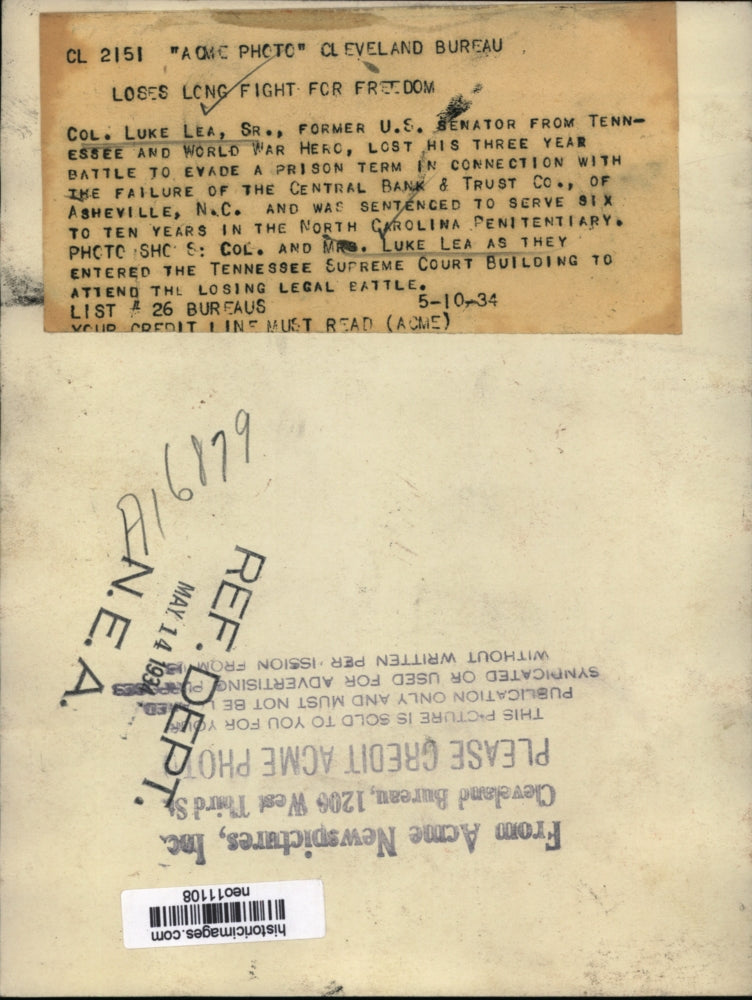 CL 2151 "ACME PHOTO" CLEVELAND BUREAU
LOSES LONG FIGHT FOR FREEDOM
COL. LUKE LEA, SR., FORMER U.S. SENATOR FROM TENN-
ESSEE AND WORLD WAR HERO, LOST HIS THREE YEAR
BATTLE TO EVADE A PRISON TERM IN CONNECTION WITH
THE FAILURE OF THE CENTRAL BANK & TRUST CO., OF
ASHEVILLE, N.C. AND WAS SENTENCED TO SERVE SIX
TO TEN YEARS IN THE NORTH CAROLINA PENITENTIARY.
PHOTO SHO S: COL. AND MRS. LUKE LEA AS THEY
ENTERED THE TENNESSEE SUPREME COURT BUILDING TO
ATTEND THE LOSING LEGAL BATTLE.
LIST # 26 BUREAUS 5-10-34
YOUR CREDIT LINE MUST READ (ACME)
A16879
REF. DEPT.
MAY 14 1934
N.E.A.
From Acme Newspictures, Inc.
Cleveland Bureau, 1200 West Third St
PLEASE CREDIT ACME PHOTO
THIS PICTURE IS SOLD TO YOU FOR YOUR
PUBLICATION ONLY AND MUST NOT BE
SYNDICATED OR USED FOR ADVERTISING PURPOSES
WITHOUT WRITTEN PER ISSION FROM
historicimages.com
neo11108